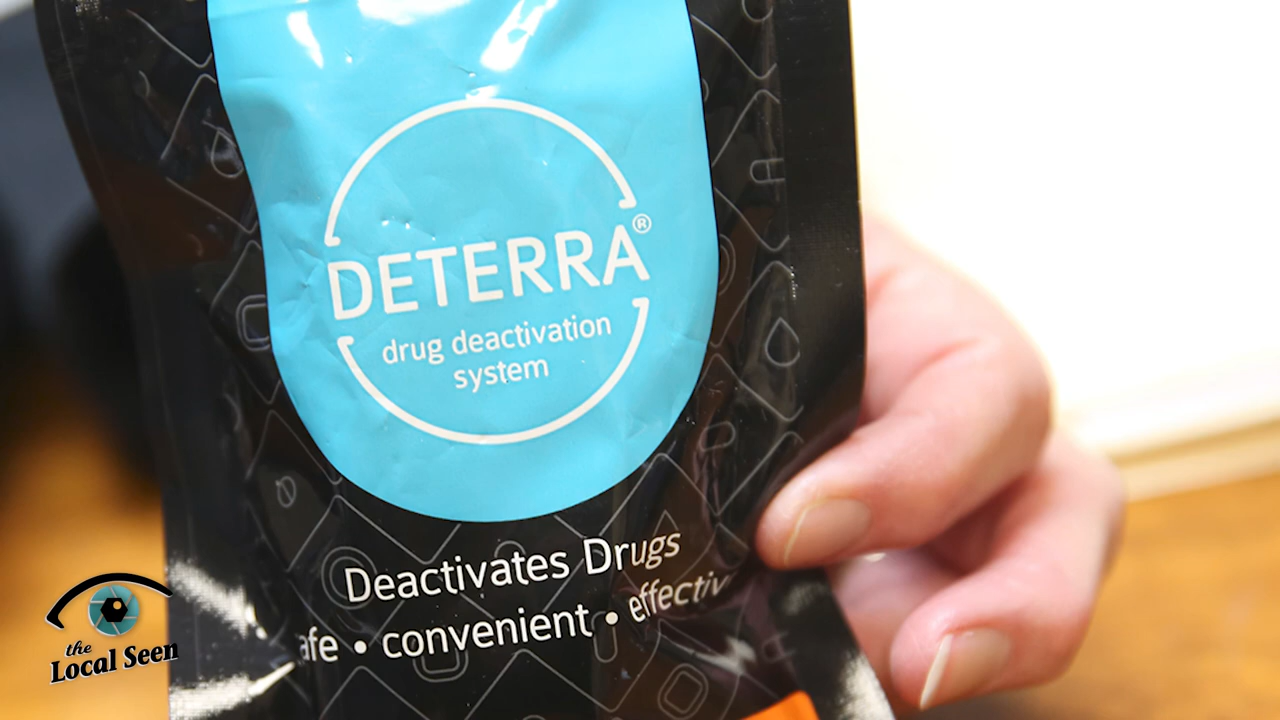 DETERRA®
drug deactivation
system
Deactivates Drugs
afe • convenient • effectiv
the
Local Seen